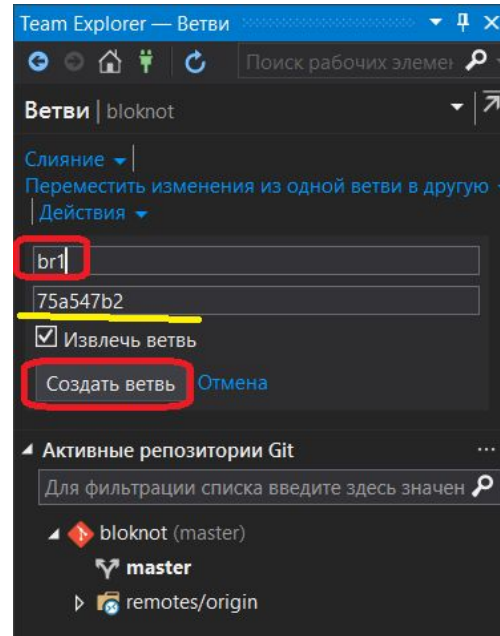 Team Explorer — Ветви
Поиск рабочих элемен
Ветви | bloknot
Слияние
Переместить изменения из одной ветви в другую
Действия
br1
75a547b2
Извлечь ветвь
Создать ветвь Отмена
Активные репозитории Git ...
Для фильтрации списка введите здесь значен
bloknot (master)
master
remotes/origin